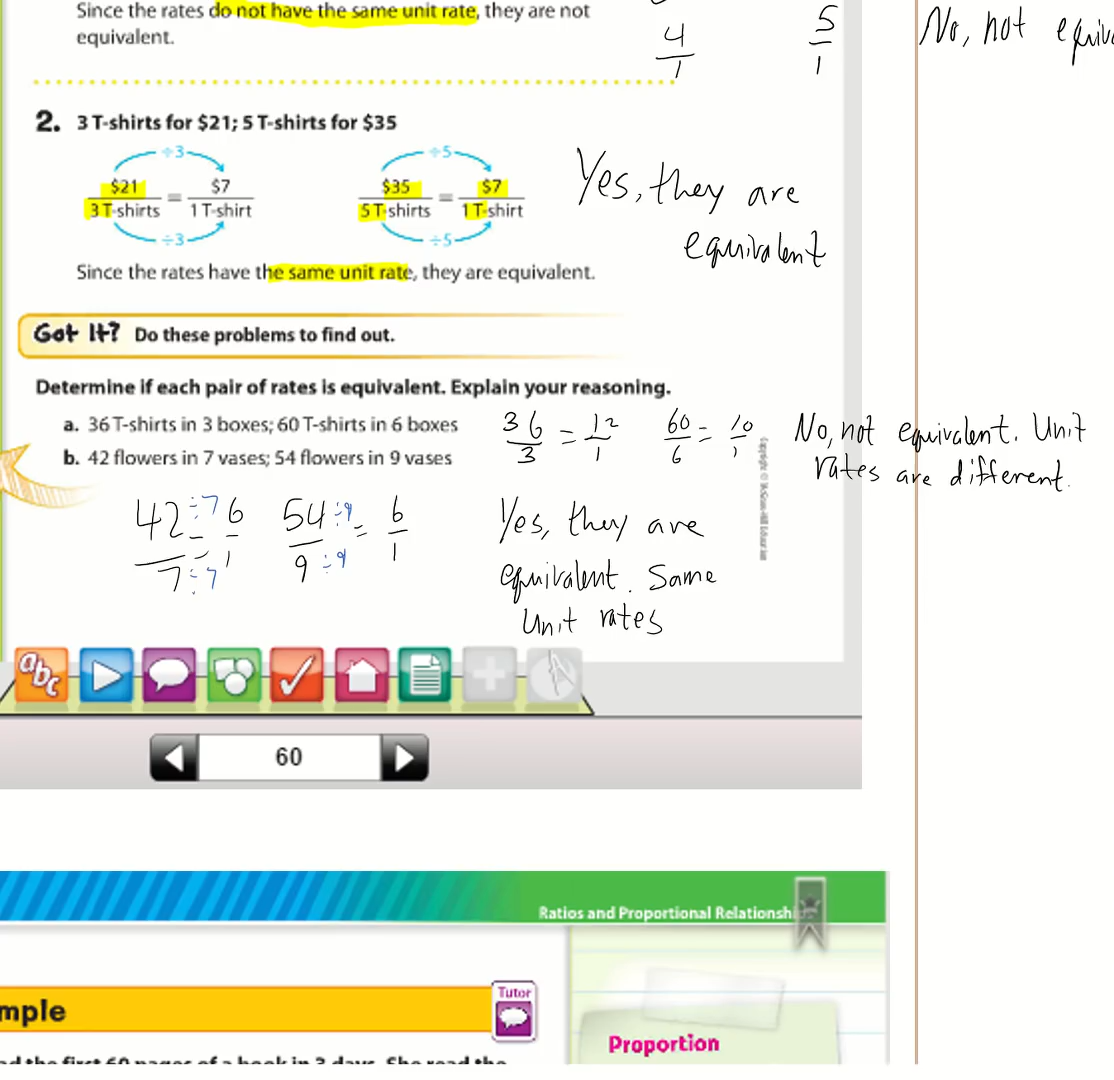 Since the rates do not have the same unit rate, they are not
equivalent.
4/1
5/1
No, not
2. 3 T-shirts for $21; 5 T-shirts for $35
÷3 ÷5
$21/3 T-shirts = $7/1 T-shirt $35/5 T-shirts = $7/1 T-shirt
÷3 ÷5
Yes, they are
equivalent
Since the rates have the same unit rate, they are equivalent.
Got It? Do these problems to find out.
Determine if each pair of rates is equivalent. Explain your reasoning.
a. 36 T-shirts in 3 boxes; 60 T-shirts in 6 boxes
36/3 = 12/1 60/6 = 10/1
No, not equivalent. Unit
rates are different.
b. 42 flowers in 7 vases; 54 flowers in 9 vases
42÷7/7÷7 = 6/1 54÷9/9÷9 = 6/1
Yes, they are
equivalent. Same
Unit rates
Copyright © McGraw-Hill Education
abc
60
Ratios and Proportional
mple
Tutor
Proportion